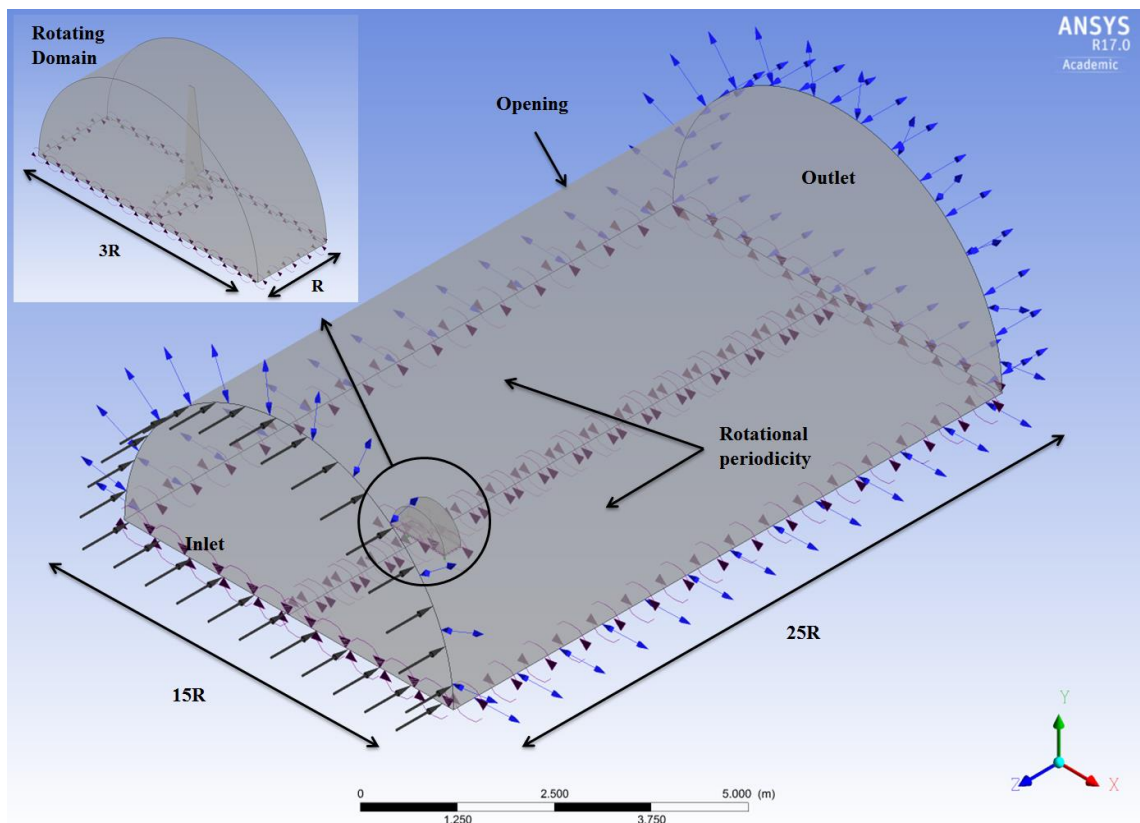 Rotating
Domain
ANSYS
R17.0
Academic
Opening
Outlet
3R
R
Rotational
periodicity
Inlet
25R
15R
Y
Z
X
0 2.500 5.000 (m)
1.250 3.750